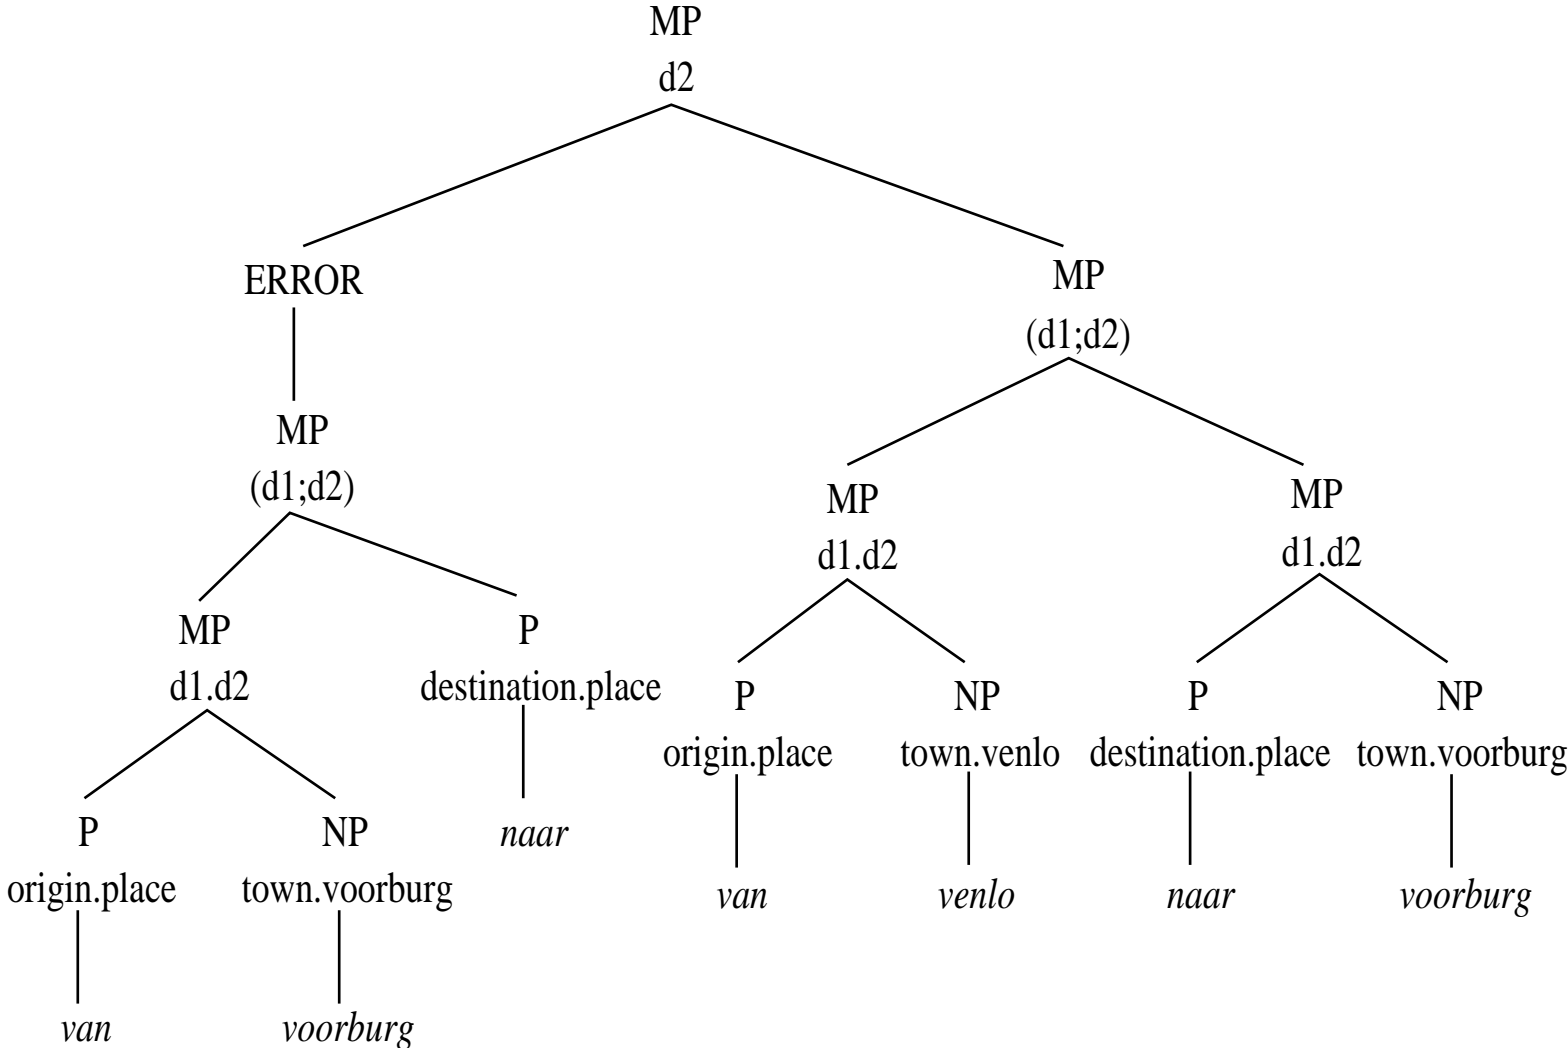 MP
d2
ERROR
MP
(d1;d2)
MP
(d1;d2)
MP
d1.d2
MP
d1.d2
MP
d1.d2
P
destination.place
P
origin.place
NP
town.venlo
P
destination.place
NP
town.voorburg
P
origin.place
NP
town.voorburg
naar
van
venlo
naar
voorburg
van
voorburg